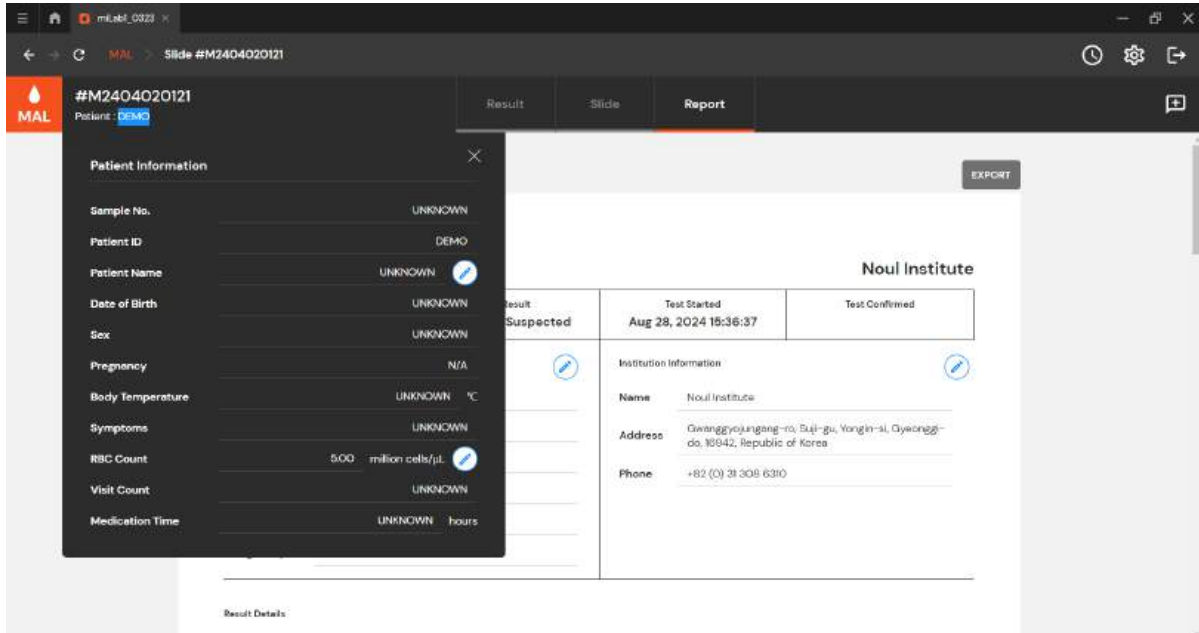 miLabl_0323
MAL > Slide #M2404020121
MAL
#M2404020121
Patient : DEMO
Result
Slide
Report
Patient Information
Sample No. UNKNOWN
Patient ID DEMO
Patient Name UNKNOWN
Date of Birth UNKNOWN
Sex UNKNOWN
Pregnancy N/A
Body Temperature UNKNOWN °C
Symptoms UNKNOWN
RBC Count 5.00 million cells/µL
Visit Count UNKNOWN
Medication Time UNKNOWN hours
EXPORT
Noul Institute
Suspected
Test Started
Aug 28, 2024 15:36:37
Test Confirmed
Institution Information
Name Noul Institute
Address Gwanggyojungang-ro, Suji-gu, Yongin-si, Gyeonggi-
do, 16942, Republic of Korea
Phone +82 (0) 31 308 6310
Result Details